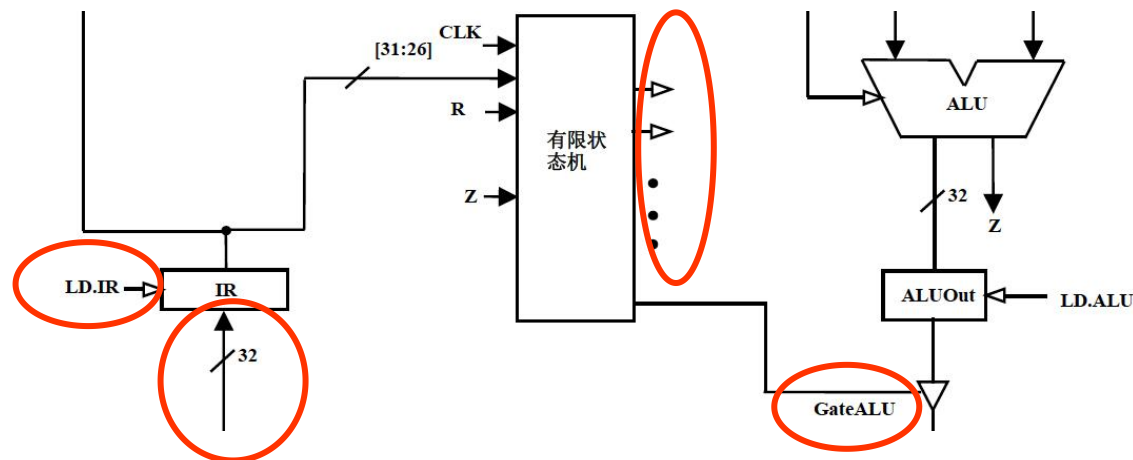 CLK
[31:26]
R
Z
有限状
态机
ALU
32
Z
LD.IR
IR
32
ALUOut
LD.ALU
GateALU